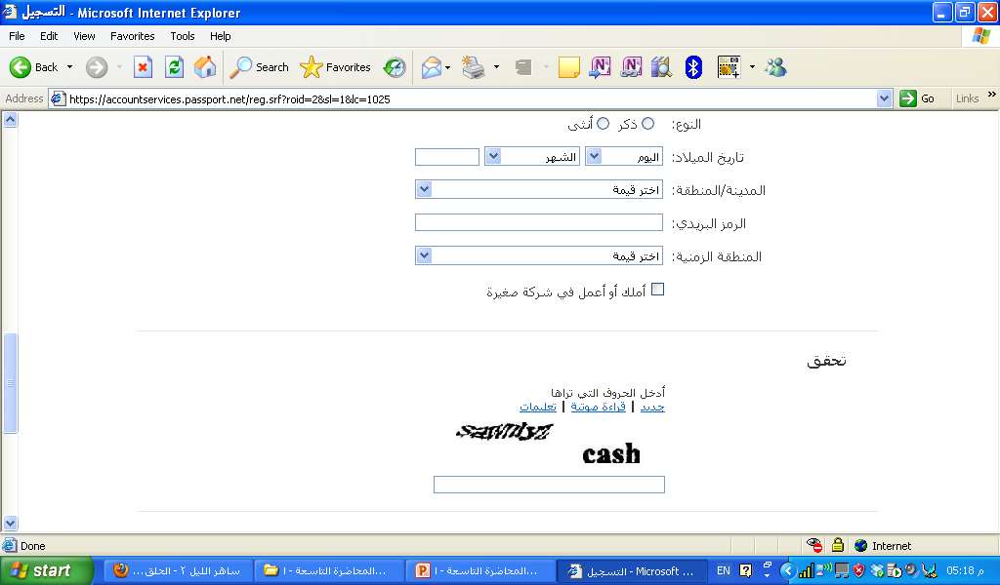 التسجيل - Microsoft Internet Explorer
File Edit View Favorites Tools Help
Back Search Favorites
Address https://accountservices.passport.net/reg.srf?roid=2&sl=1&lc=1025 Go Links »
النوع: ذكر أنثى
تاريخ الميلاد: اليوم الشهر
المدينة/المنطقة: اختر قيمة
الرمز البريدي:
المنطقة الزمنية: اختر قيمة
أملك أو أعمل في شركة صغيرة
تحقق
أدخل الحروف التي تراها
جديد | قراءة صوتية | تعليمات
cash
Done Internet
start ساهر الليل ٢ - الحلق... المحاضرة التاسعة - ا... المحاضرة التاسعة - ا... التسجيل - Microsoft ... EN 05:18 م